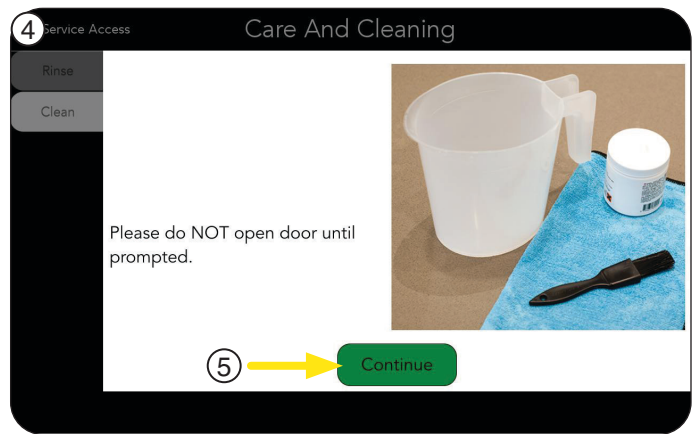 4
Service Access
Care And Cleaning
Rinse
Clean
Please do NOT open door until
prompted.
5
Continue